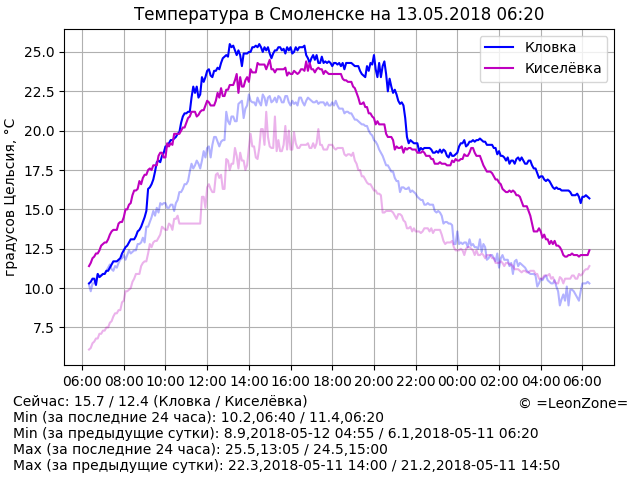 Температура в Смоленске на 13.05.2018 06:20
Кловка
Киселёвка
градусов Цельсия, °C
25.0
22.5
20.0
17.5
15.0
12.5
10.0
7.5
06:00 08:00 10:00 12:00 14:00 16:00 18:00 20:00 22:00 00:00 02:00 04:00 06:00
Сейчас: 15.7 / 12.4 (Кловка / Киселёвка)
© =LeonZone=
Min (за последние 24 часа): 10.2,06:40 / 11.4,06:20
Min (за предыдущие сутки): 8.9,2018-05-12 04:55 / 6.1,2018-05-11 06:20
Max (за последние 24 часа): 25.5,13:05 / 24.5,15:00
Max (за предыдущие сутки): 22.3,2018-05-11 14:00 / 21.2,2018-05-11 14:50